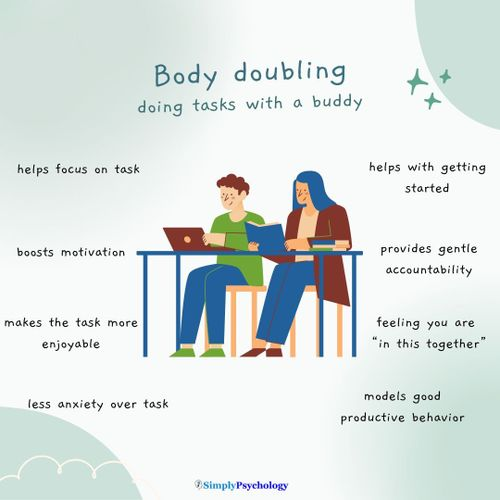 Body doubling
doing tasks with a buddy
helps focus on task
helps with getting
started
boosts motivation
provides gentle
accountability
makes the task more
enjoyable
feeling you are
“in this together”
less anxiety over task
models good
productive behavior
SimplyPsychology